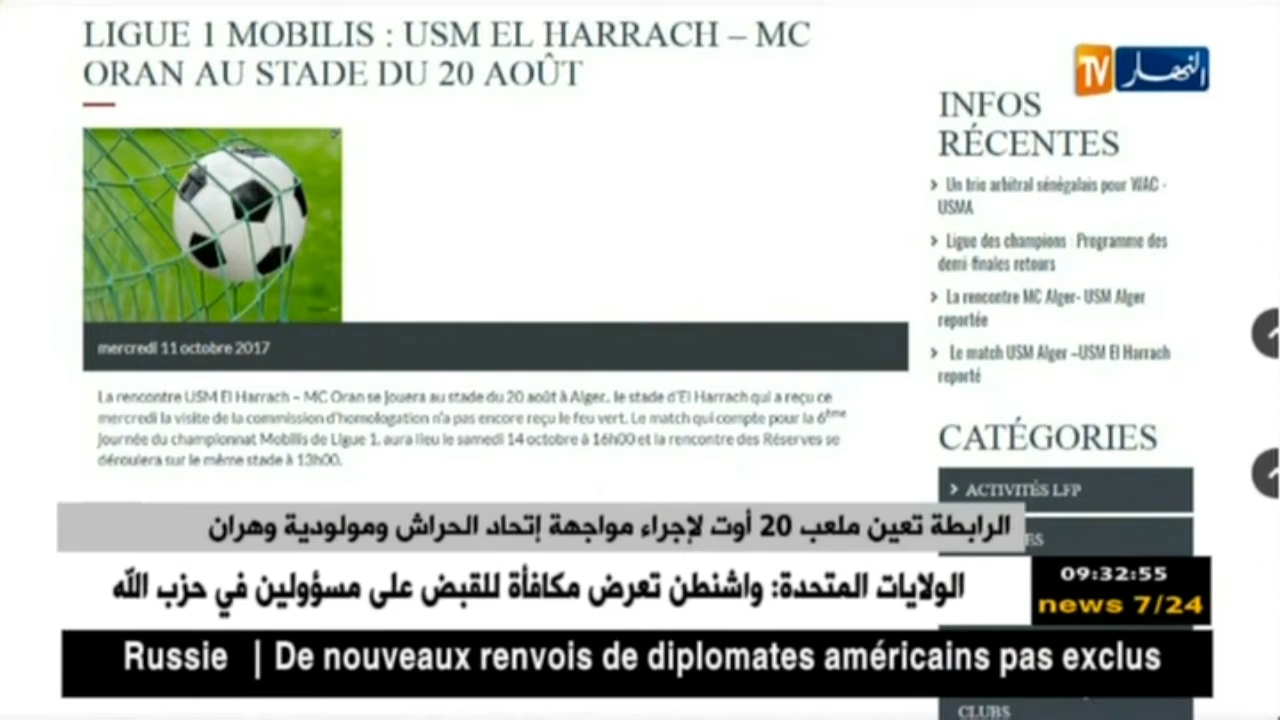 LIGUE 1 MOBILIS : USM EL HARRACH – MC
ORAN AU STADE DU 20 AOÛT
TV النهار
mercredi 11 octobre 2017
La rencontre USM El Harrach – MC Oran se jouera au stade du 20 août à Alger.. le stade d'El Harrach qui a reçu ce
mercredi la visite de la commission d'homologation n'a pas encore reçu le feu vert. Le match qui compte pour la 6ème
journée du championnat Mobilis de Ligue 1, aura lieu le samedi 14 octobre à 16h00 et la rencontre des Réserves se
déroulera sur le même stade à 13h00.
INFOS
RÉCENTES
Un trio arbitral sénégalais pour WAC -
USMA
Ligue des champions : Programme des
demi-finales retours
La rencontre MC Alger- USM Alger
reportée
Le match USM Alger –USM El Harrach
reporté
CATÉGORIES
ACTIVITÉS LFP
ES
الرابطة تعين ملعب 20 أوت لإجراء مواجهة إتحاد الحراش ومولودية وهران
الولايات المتحدة: واشنطن تعرض مكافأة للقبض على مسؤولين في حزب الله
09:32:55
news 7/24
Russie | De nouveaux renvois de diplomates américains pas exclus
CLUBS